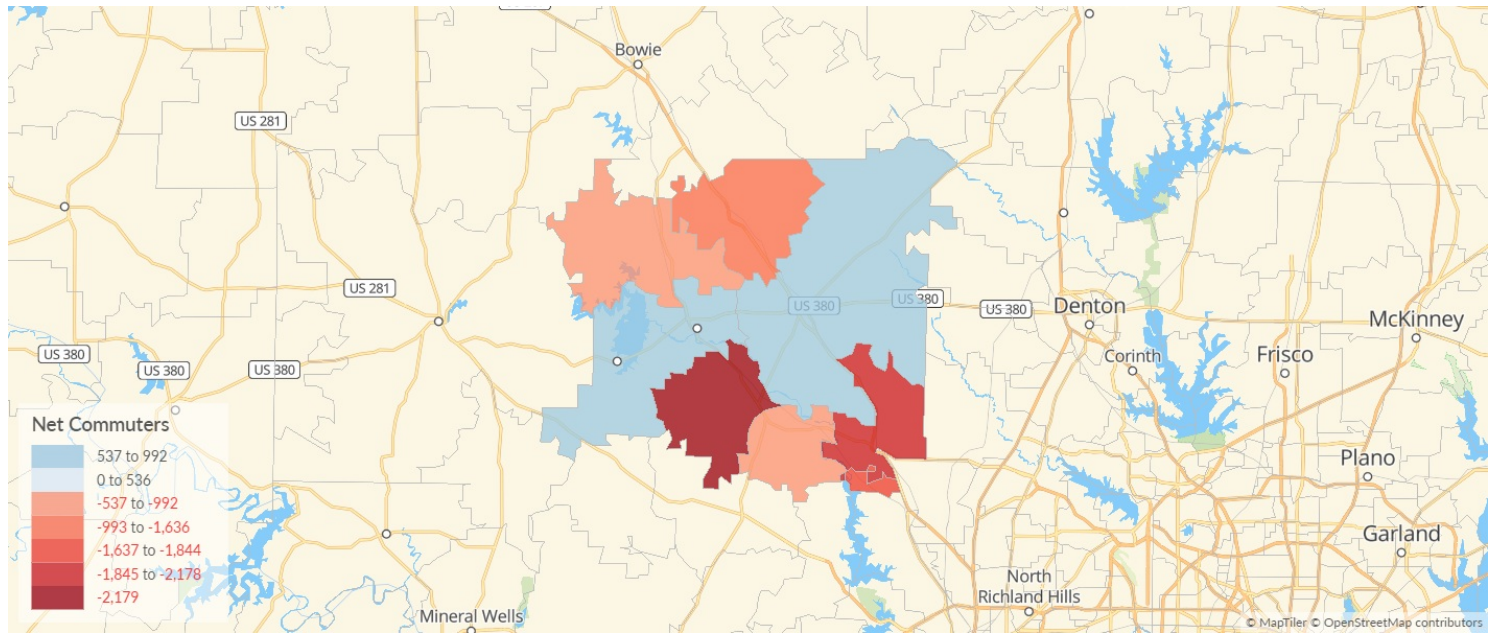 Bowie
US 281
US 281
US 380
US 380
US 380
US 380
US 380
US 380
Denton
McKinney
Corinth
Frisco
Plano
Garland
North
Richland Hills
Mineral Wells
Net Commuters
537 to 992
0 to 536
-537 to -992
-993 to -1,636
-1,637 to -1,844
-1,845 to -2,178
-2,179
© MapTiler © OpenStreetMap contributors